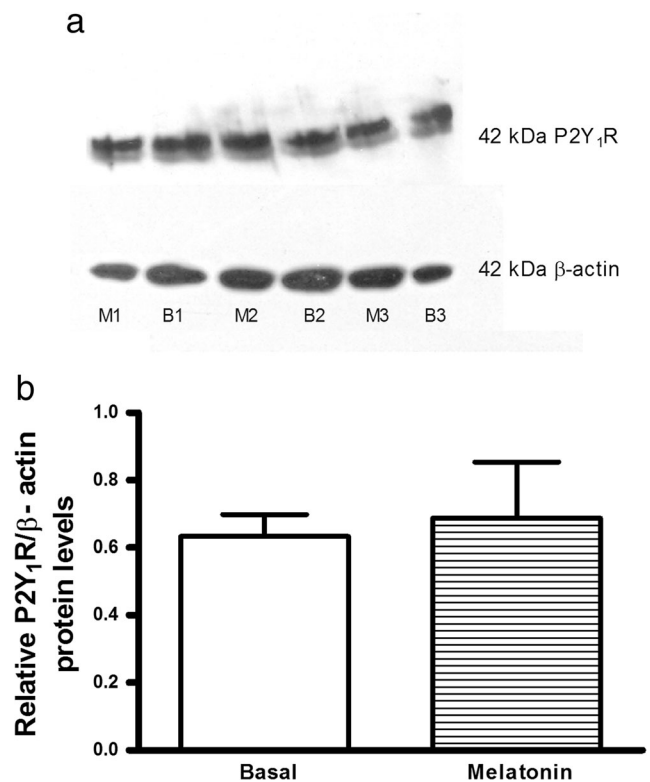 a
42 kDa P2Y₁R
42 kDa β-actin
M1 B1 M2 B2 M3 B3
b
Relative P2Y₁R/β- actin
protein levels
1.0
0.8
0.6
0.4
0.2
0.0
Basal Melatonin